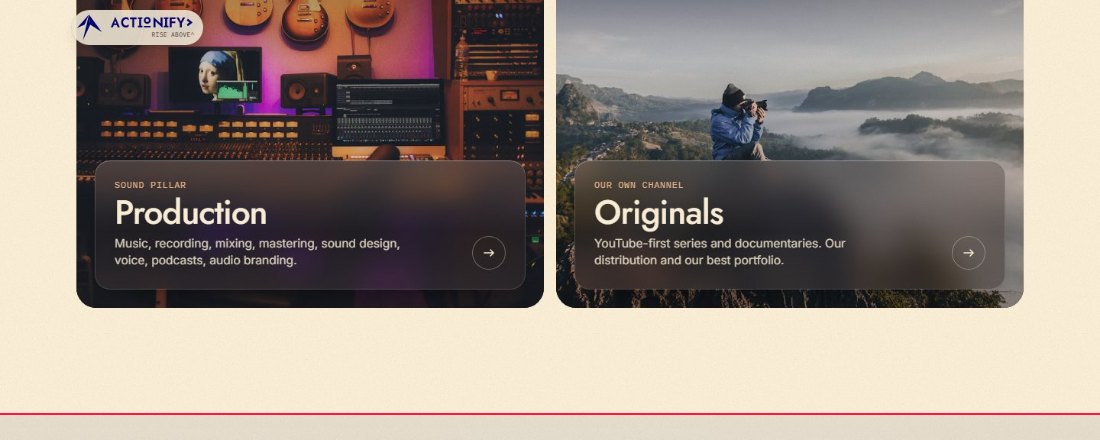 ACTIONIFY>
RISE ABOVE^
SOUND PILLAR
Production
Music, recording, mixing, mastering, sound design,
voice, podcasts, audio branding.
OUR OWN CHANNEL
Originals
YouTube-first series and documentaries. Our
distribution and our best portfolio.